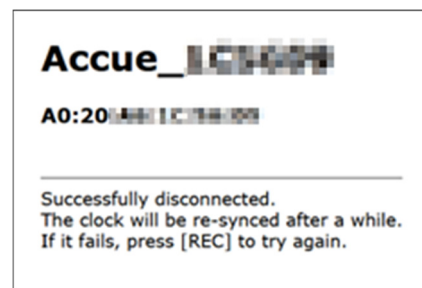 Accue_
A0:20
Successfully disconnected.
The clock will be re-synced after a while.
If it fails, press [REC] to try again.